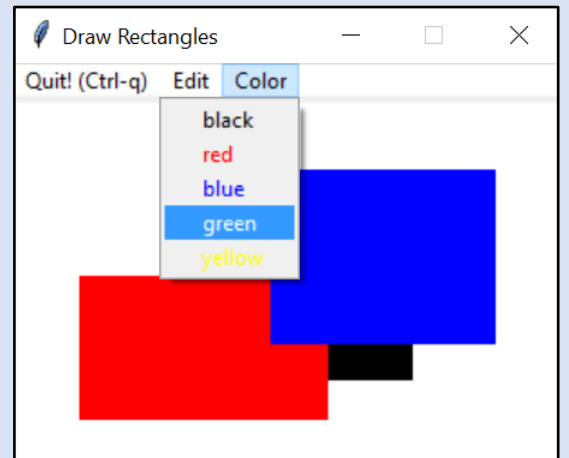 Draw Rectangles
Quit! (Ctrl-q) Edit Color
black
red
blue
green
yellow